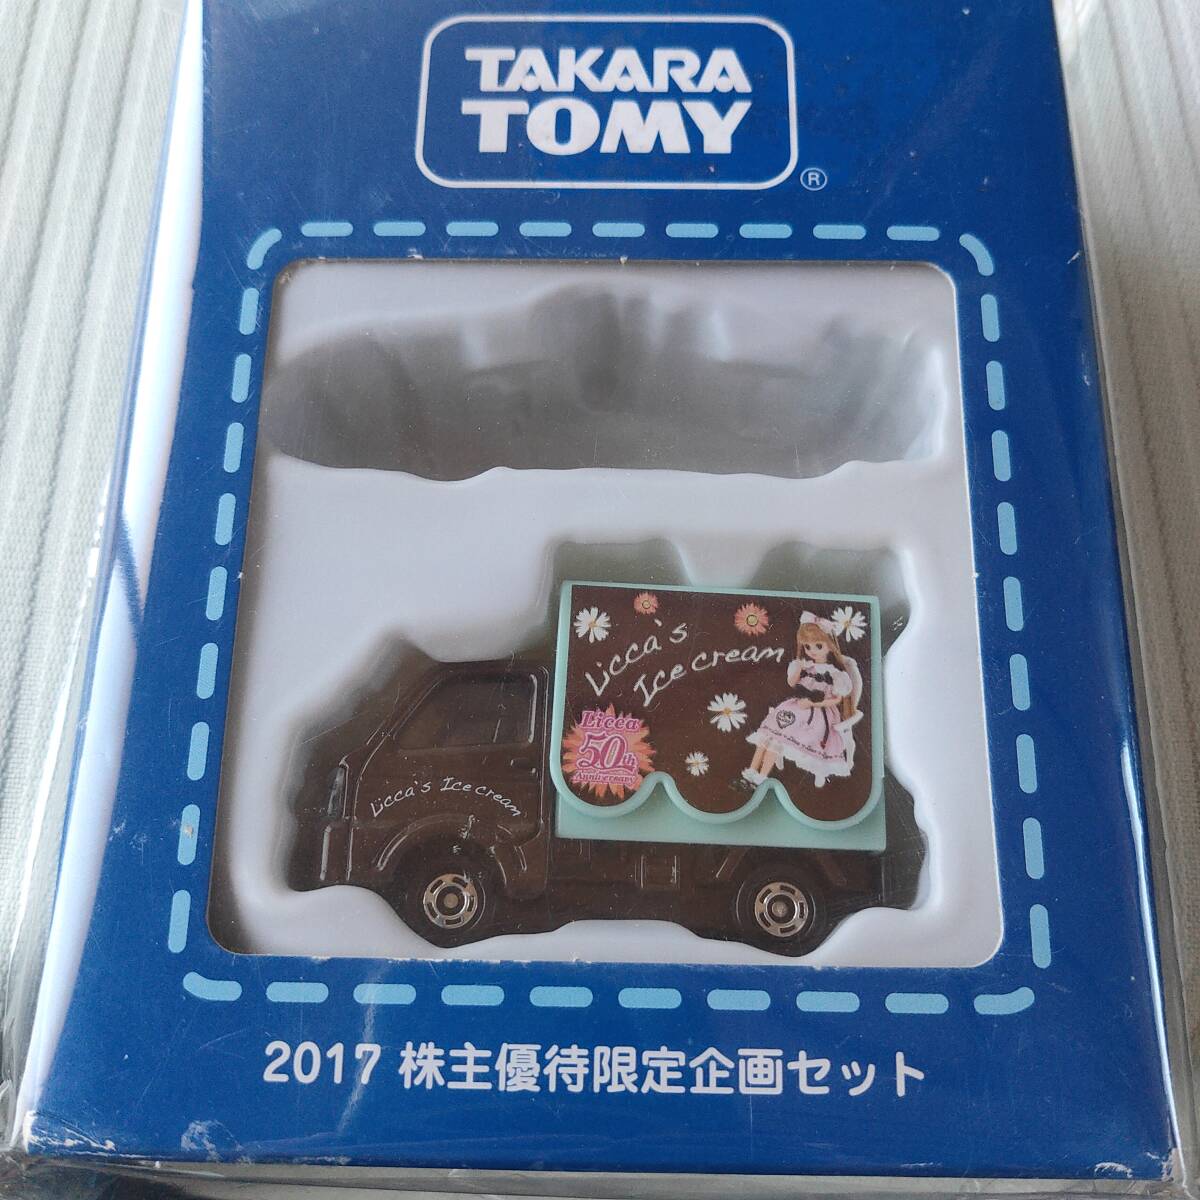 TAKARA
TOMY
®
Licca's
Ice cream
Licca
50th
Anniversary
Licca's Ice cream
2017 株主優待限定企画セット